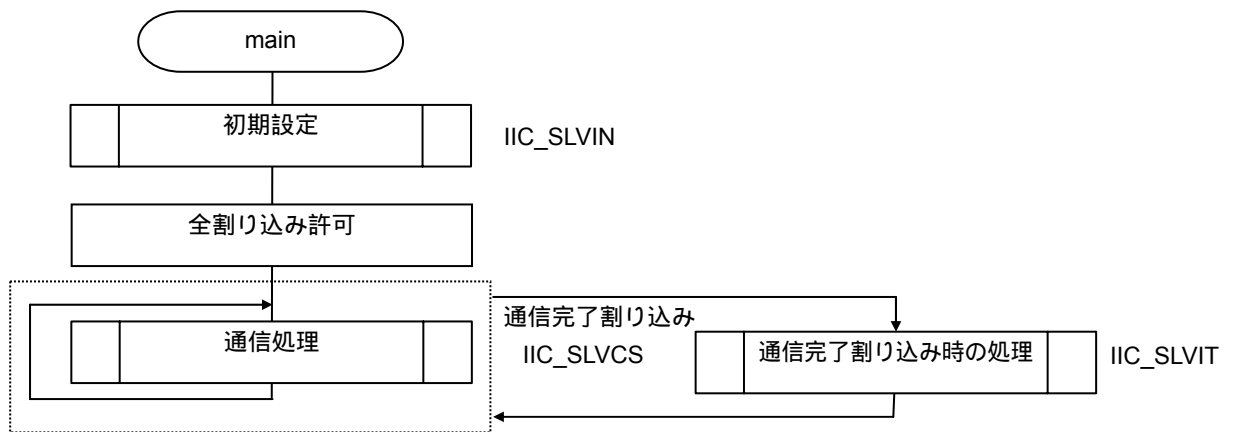 main
初期設定
IIC_SLVIN
全割り込み許可
通信完了割り込み
通信処理
IIC_SLVCS
通信完了割り込み時の処理
IIC_SLVIT